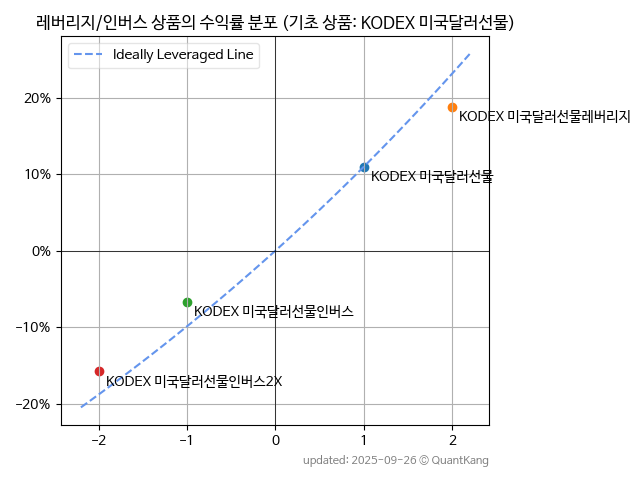 레버리지/인버스 상품의 수익률 분포 (기초 상품: KODEX 미국달러선물)
Ideally Leveraged Line
20%
KODEX 미국달러선물레버리지
10%
KODEX 미국달러선물
0%
KODEX 미국달러선물인버스
−10%
KODEX 미국달러선물인버스2X
−20%
−2 −1 0 1 2
updated: 2025-09-26 © QuantKang